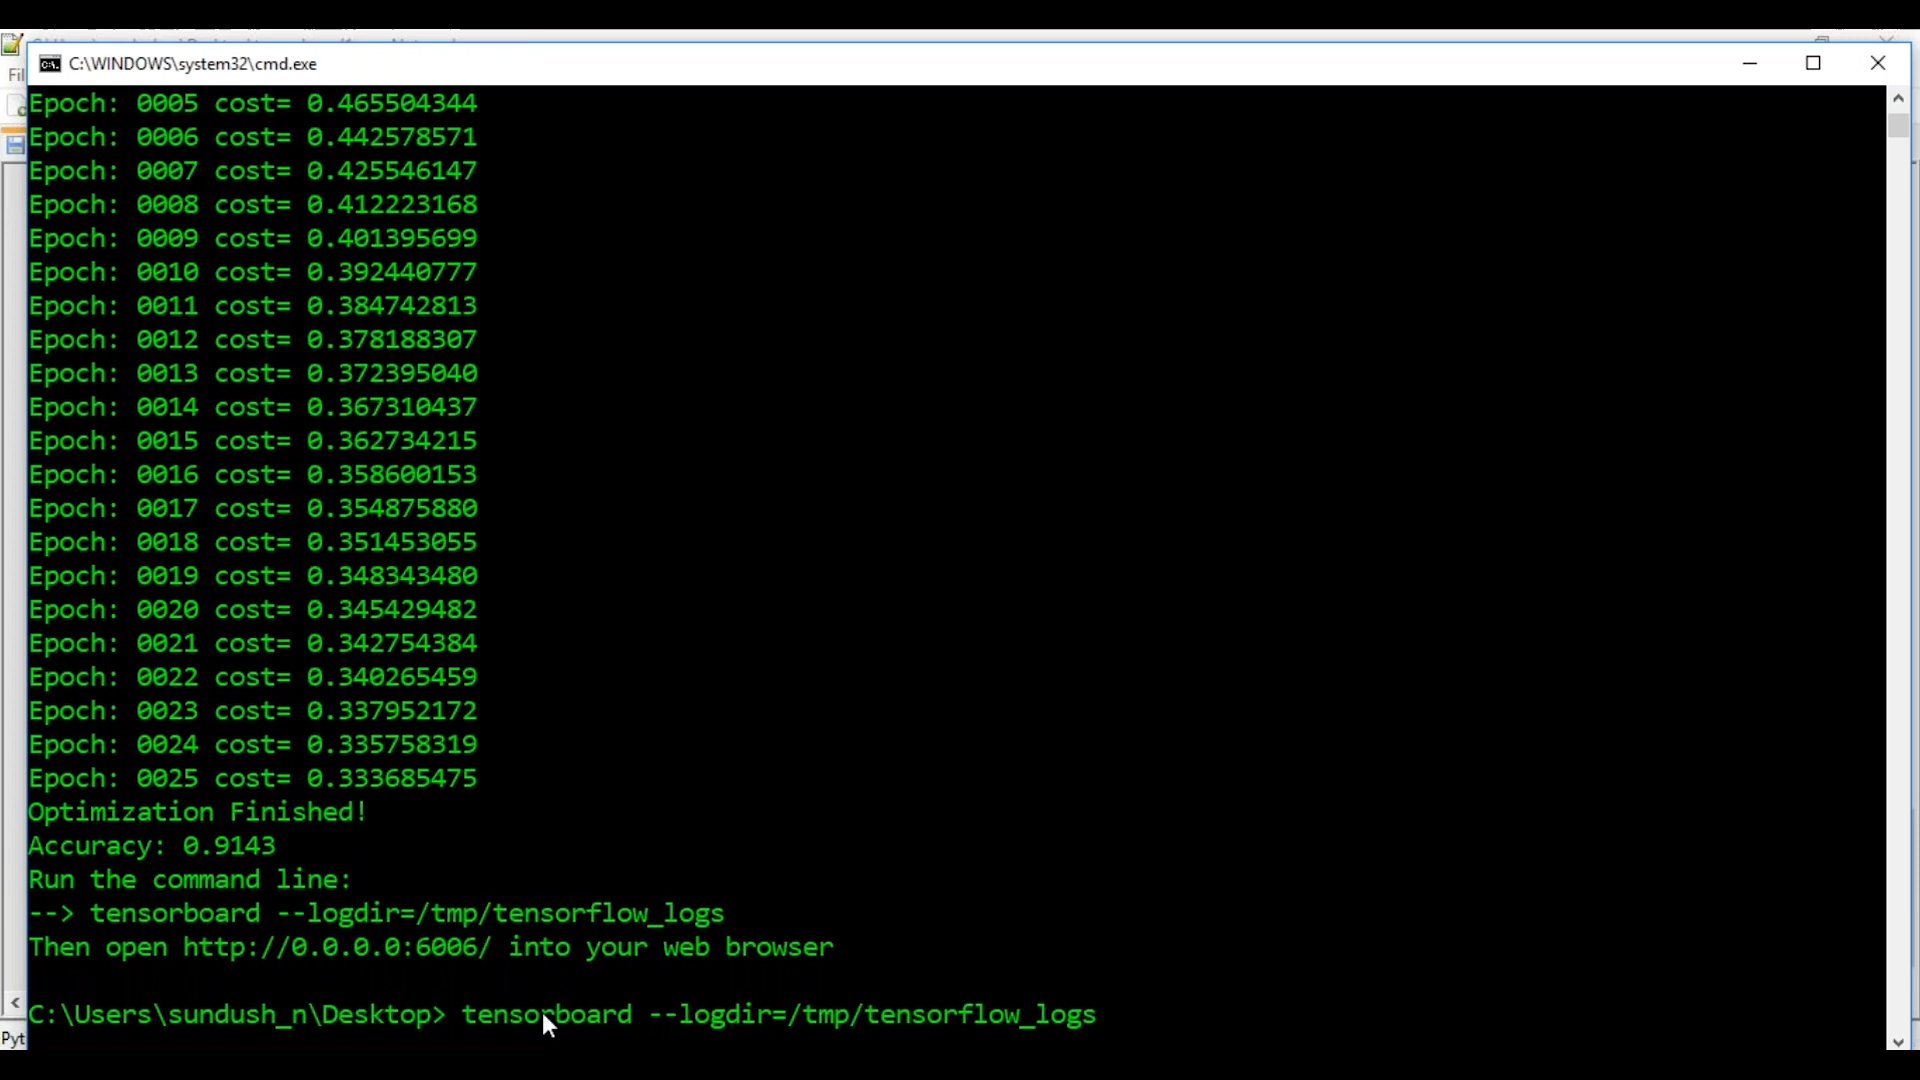 Fil
C:\WINDOWS\system32\cmd.exe
Epoch: 0005 cost= 0.465504344
Epoch: 0006 cost= 0.442578571
Epoch: 0007 cost= 0.425546147
Epoch: 0008 cost= 0.412223168
Epoch: 0009 cost= 0.401395699
Epoch: 0010 cost= 0.392440777
Epoch: 0011 cost= 0.384742813
Epoch: 0012 cost= 0.378188307
Epoch: 0013 cost= 0.372395040
Epoch: 0014 cost= 0.367310437
Epoch: 0015 cost= 0.362734215
Epoch: 0016 cost= 0.358600153
Epoch: 0017 cost= 0.354875880
Epoch: 0018 cost= 0.351453055
Epoch: 0019 cost= 0.348343480
Epoch: 0020 cost= 0.345429482
Epoch: 0021 cost= 0.342754384
Epoch: 0022 cost= 0.340265459
Epoch: 0023 cost= 0.337952172
Epoch: 0024 cost= 0.335758319
Epoch: 0025 cost= 0.333685475
Optimization Finished!
Accuracy: 0.9143
Run the command line:
--> tensorboard --logdir=/tmp/tensorflow_logs
Then open http://0.0.0.0:6006/ into your web browser
C:\Users\sundush_n\Desktop> tensorboard --logdir=/tmp/tensorflow_logs
Pyt